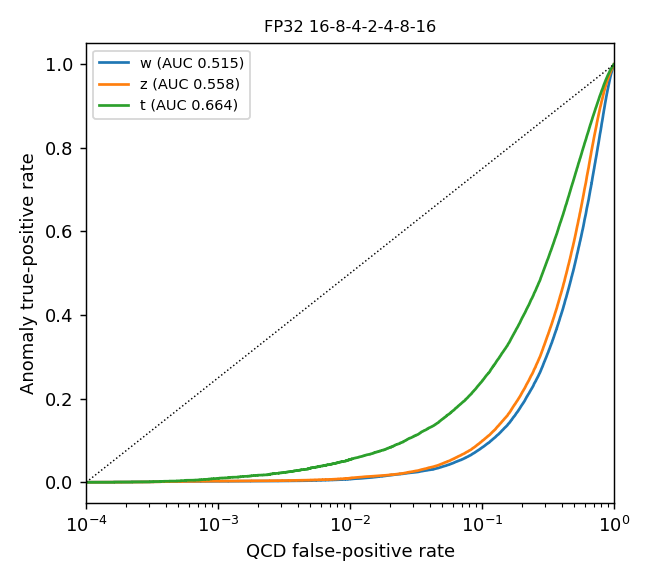 FP32 16-8-4-2-4-8-16
w (AUC 0.515)
z (AUC 0.558)
t (AUC 0.664)
Anomaly true-positive rate
1.0
0.8
0.6
0.4
0.2
0.0
10⁻⁴ 10⁻³ 10⁻² 10⁻¹ 10⁰
QCD false-positive rate